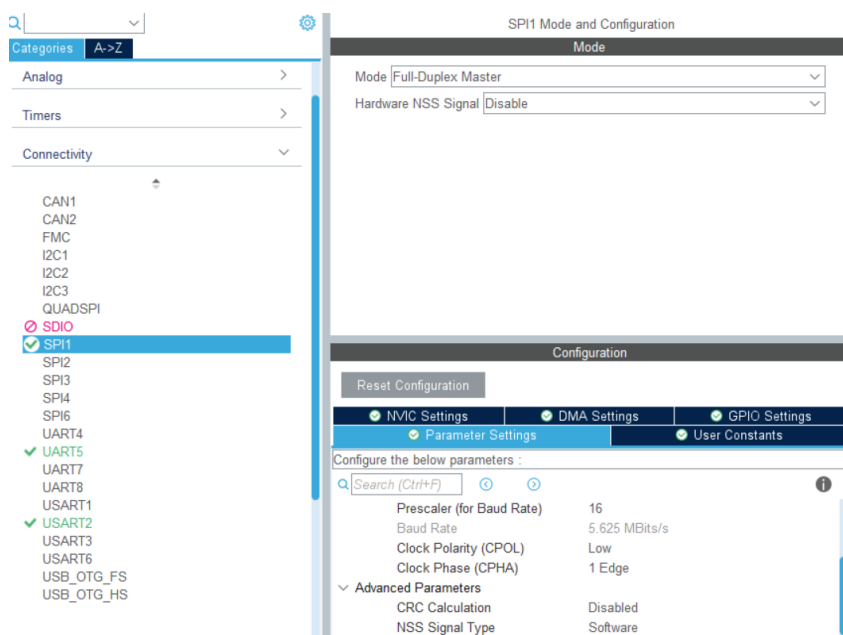 Categories
A->Z
Analog
Timers
Connectivity
CAN1
CAN2
FMC
I2C1
I2C2
I2C3
QUADSPI
SDIO
SPI1
SPI2
SPI3
SPI4
SPI6
UART4
UART5
UART7
UART8
USART1
USART2
USART3
USART6
USB_OTG_FS
USB_OTG_HS
SPI1 Mode and Configuration
Mode
Mode Full-Duplex Master
Hardware NSS Signal Disable
Configuration
Reset Configuration
NVIC Settings
DMA Settings
GPIO Settings
Parameter Settings
User Constants
Configure the below parameters :
Search (Ctrl+F)
Prescaler (for Baud Rate) 16
Baud Rate 5.625 MBits/s
Clock Polarity (CPOL) Low
Clock Phase (CPHA) 1 Edge
Advanced Parameters
CRC Calculation Disabled
NSS Signal Type Software